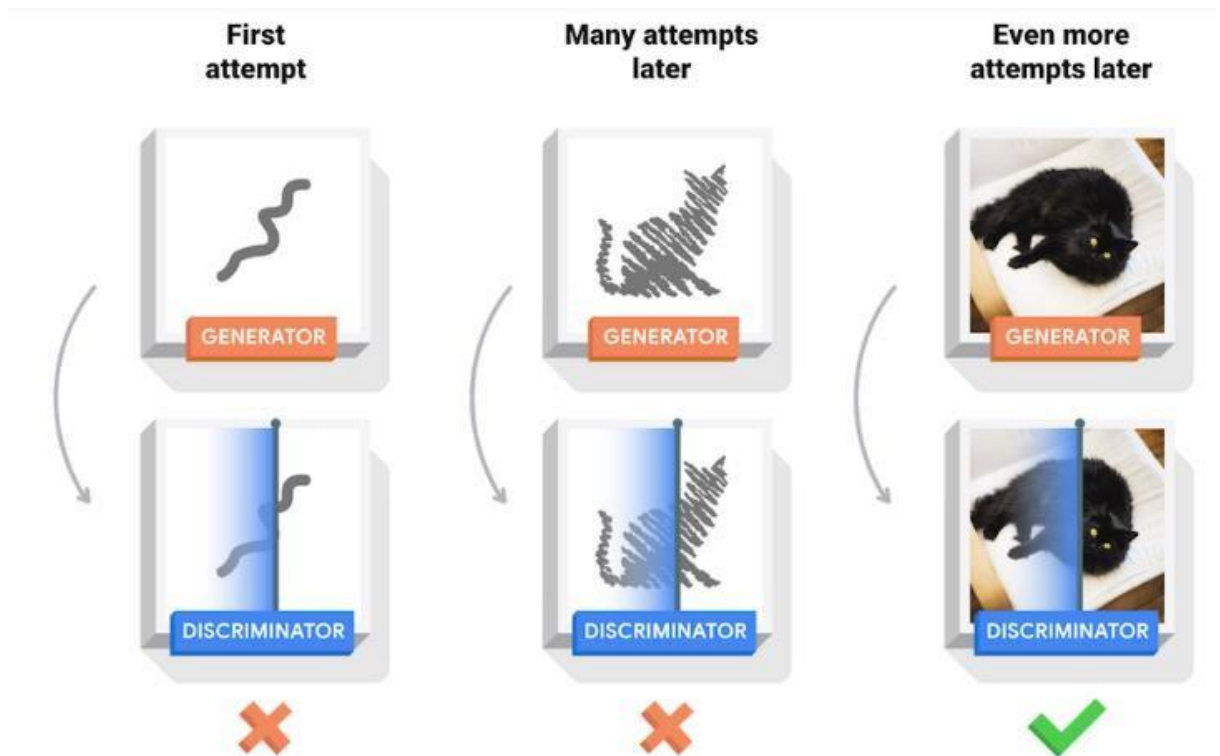 First
attempt
Many attempts
later
Even more
attempts later
GENERATOR
GENERATOR
GENERATOR
DISCRIMINATOR
DISCRIMINATOR
DISCRIMINATOR